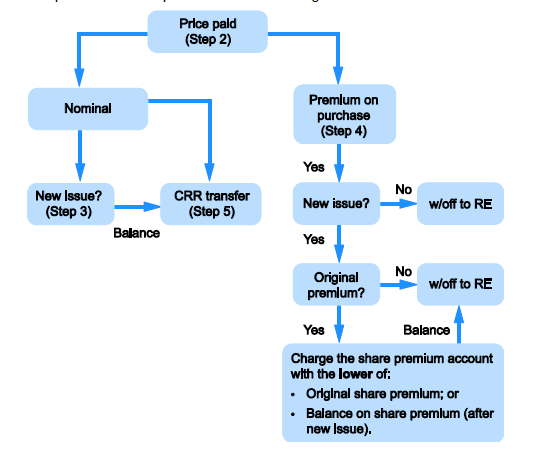 Price paid
(Step 2)
Nominal
Premium on
purchase
(Step 4)
Yes
New issue?
(Step 3)
Balance
CRR transfer
(Step 5)
New issue?
No
w/off to RE
Yes
Original
premium?
No
w/off to RE
Yes
Balance
Charge the share premium account
with the lower of:
• Original share premium; or
• Balance on share premium (after
new issue).